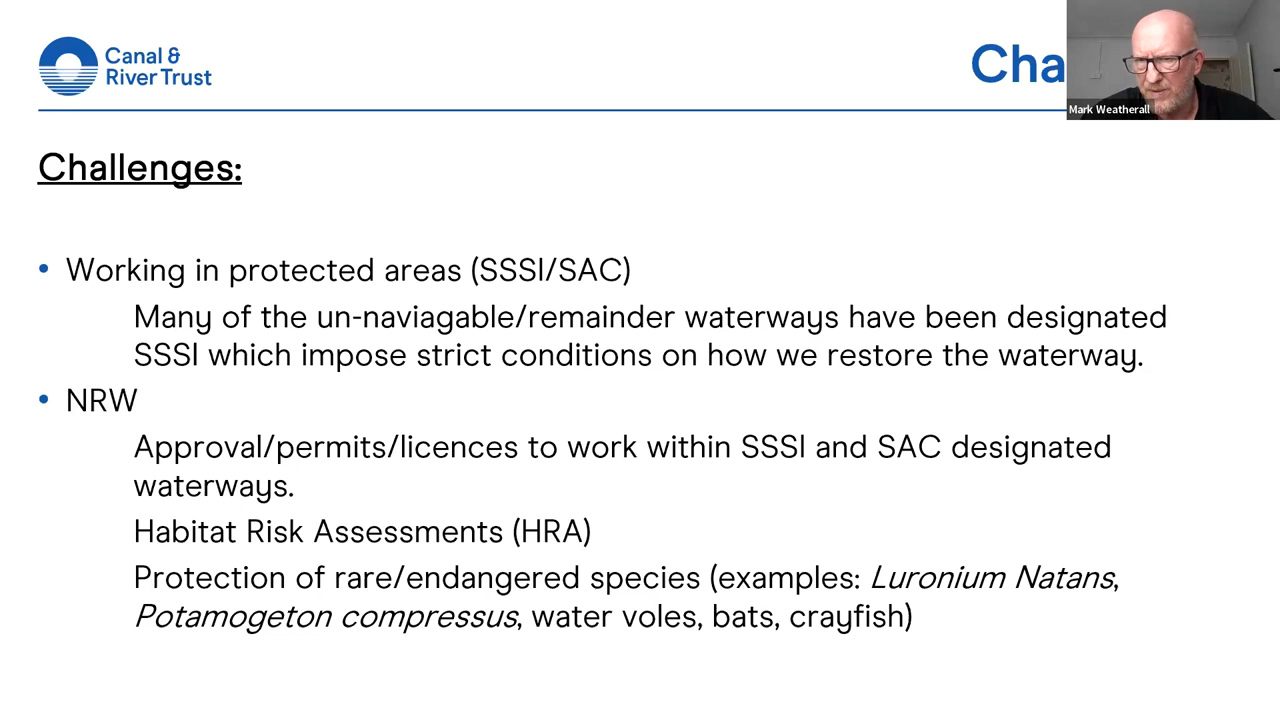 Canal &
River Trust
Cha
Mark Weatherall
Challenges:
• Working in protected areas (SSSI/SAC)
Many of the un-naviagable/remainder waterways have been designated
SSSI which impose strict conditions on how we restore the waterway.
• NRW
Approval/permits/licences to work within SSSI and SAC designated
waterways.
Habitat Risk Assessments (HRA)
Protection of rare/endangered species (examples: Luronium Natans,
Potamogeton compressus, water voles, bats, crayfish)